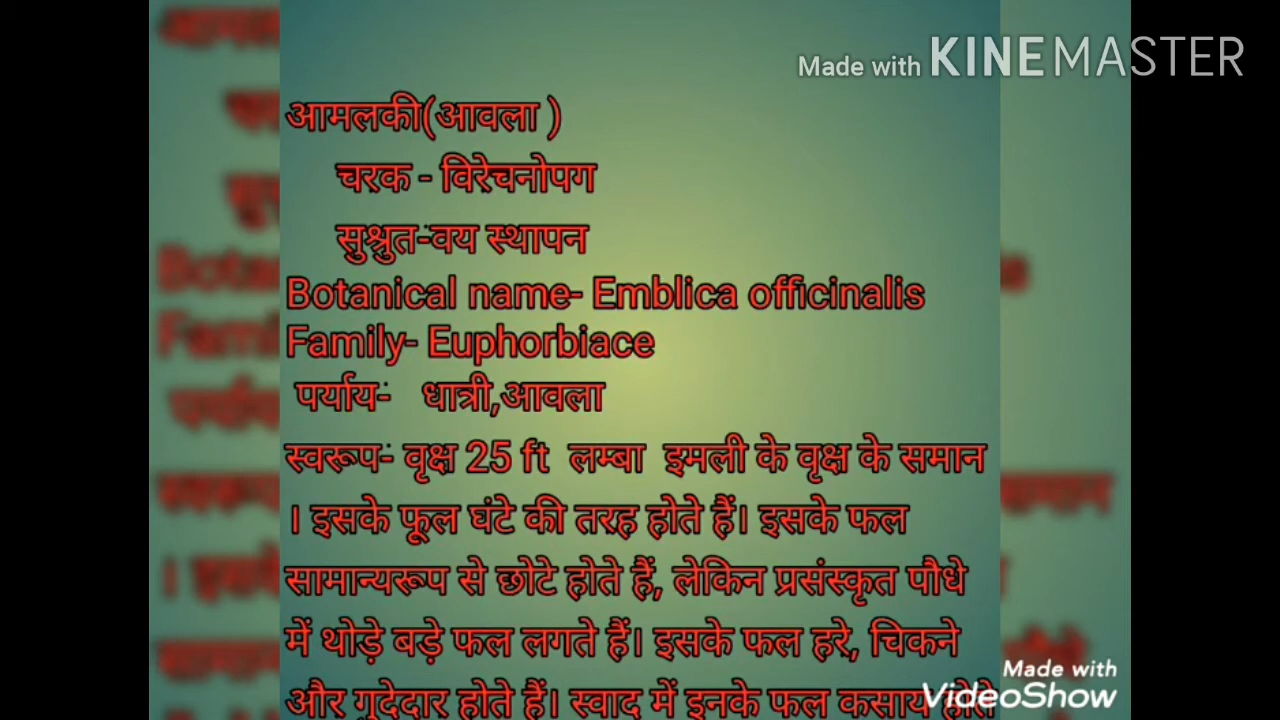 Made with KINEMASTER
आमलकी(आवला )
चरक - विरेचनोपग
सुश्रुत-वय स्थापन
Botanical name- Emblica officinalis
Family- Euphorbiace
पर्याय- धात्री,आवला
स्वरूप- वृक्ष 25 ft लम्बा इमली के वृक्ष के समान
। इसके फूल घंटे की तरह होते हैं। इसके फल
सामान्यरूप से छोटे होते हैं, लेकिन प्रसंस्कृत पौधे
में थोड़े बड़े फल लगते हैं। इसके फल हरे, चिकने
और गूदेदार होते हैं। स्वाद में इनके फल कसाय होते
Made with
VideoShow